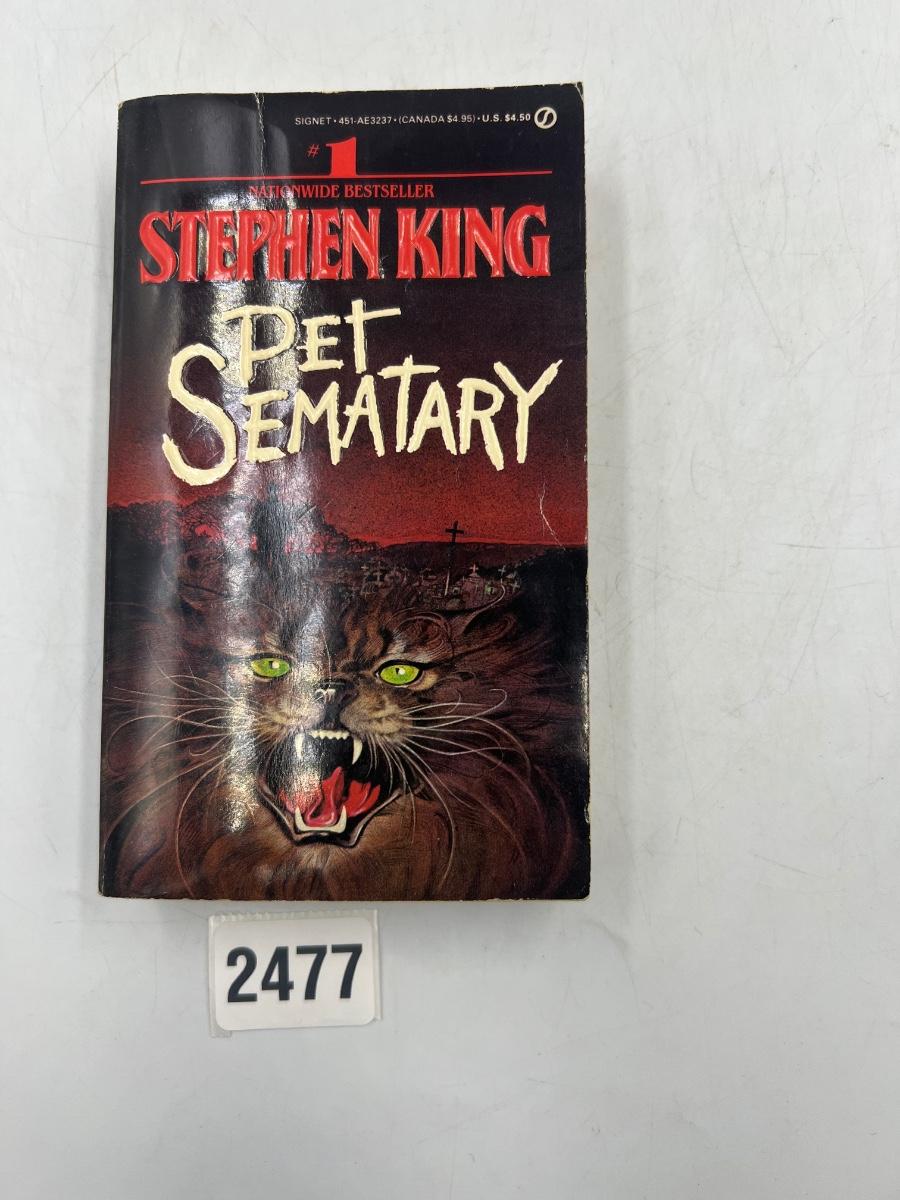 SIGNET • 451-AE3237 • (CANADA $4.95) • U.S. $4.50
#1
NATIONWIDE BESTSELLER
STEPHEN KING
PET
SEMATARY
2477